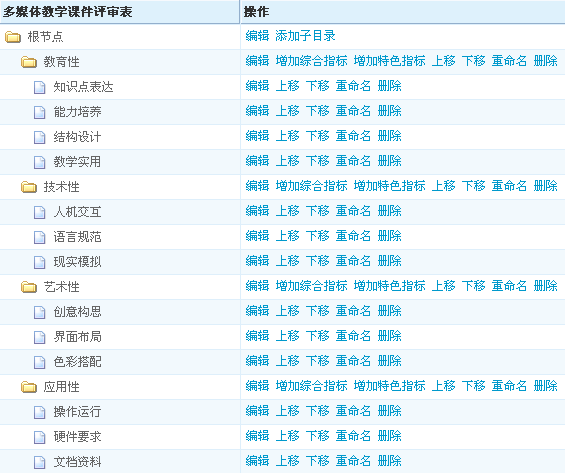 多媒体教学课件评审表 操作
根节点 编辑 添加子目录
教育性 编辑 增加综合指标 增加特色指标 上移 下移 重命名 删除
知识点表达 编辑 上移 下移 重命名 删除
能力培养 编辑 上移 下移 重命名 删除
结构设计 编辑 上移 下移 重命名 删除
教学实用 编辑 上移 下移 重命名 删除
技术性 编辑 增加综合指标 增加特色指标 上移 下移 重命名 删除
人机交互 编辑 上移 下移 重命名 删除
语言规范 编辑 上移 下移 重命名 删除
现实模拟 编辑 上移 下移 重命名 删除
艺术性 编辑 增加综合指标 增加特色指标 上移 下移 重命名 删除
创意构思 编辑 上移 下移 重命名 删除
界面布局 编辑 上移 下移 重命名 删除
色彩搭配 编辑 上移 下移 重命名 删除
应用性 编辑 增加综合指标 增加特色指标 上移 下移 重命名 删除
操作运行 编辑 上移 下移 重命名 删除
硬件要求 编辑 上移 下移 重命名 删除
文档资料 编辑 上移 下移 重命名 删除